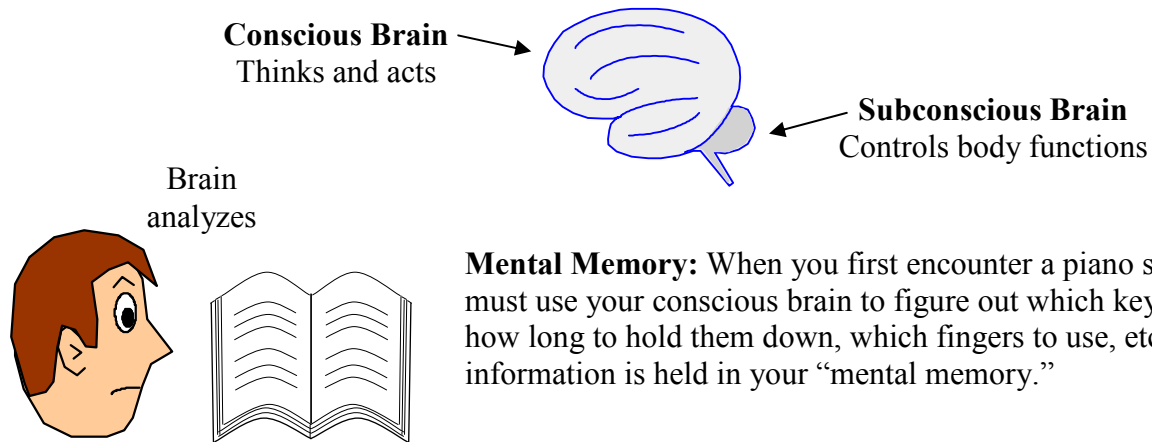 Conscious Brain
Thinks and acts
Subconscious Brain
Controls body functions
Brain
analyzes
Mental Memory: When you first encounter a piano s
must use your conscious brain to figure out which key
how long to hold them down, which fingers to use, etc
information is held in your “mental memory.”